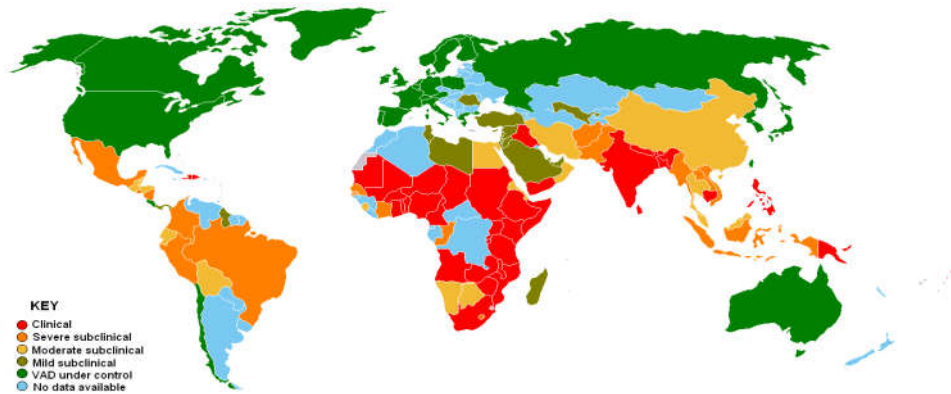 KEY
Clinical
Severe subclinical
Moderate subclinical
Mild subclinical
VAD under control
No data available